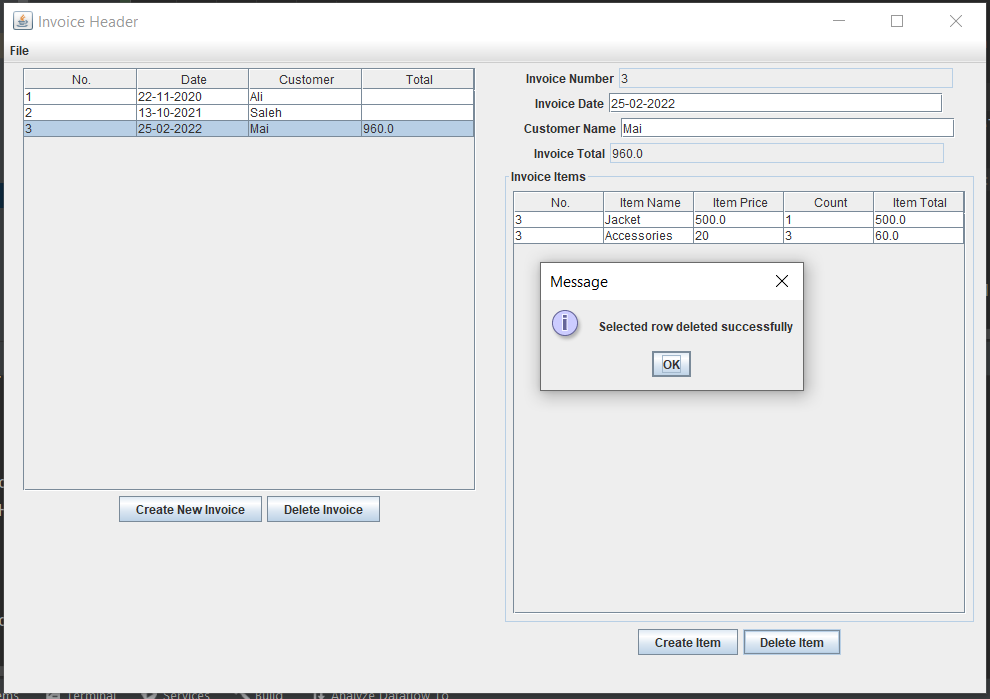 Invoice Header
File
No. Date Customer Total
1 22-11-2020 Ali
2 13-10-2021 Saleh
3 25-02-2022 Mai 960.0
Create New Invoice Delete Invoice
Invoice Number 3
Invoice Date 25-02-2022
Customer Name Mai
Invoice Total 960.0
Invoice Items
No. Item Name Item Price Count Item Total
3 Jacket 500.0 1 500.0
3 Accessories 20 3 60.0
Message
Selected row deleted successfully
OK
Create Item Delete Item
Terminal Services Build Analyze Dataflow To